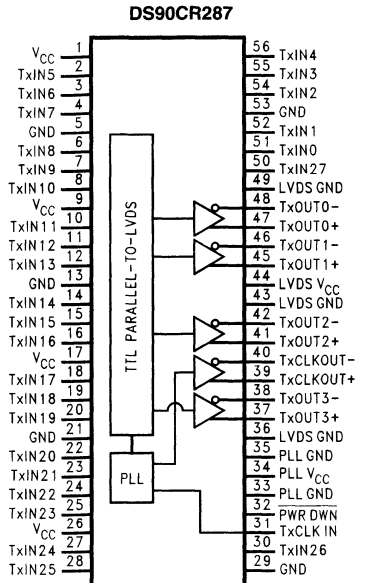 DS90CR287
VCC 1 56 TxIN4
TxIN5 2 55 TxIN3
TxIN6 3 54 TxIN2
TxIN7 4 53 GND
GND 5 52 TxIN1
TxIN8 6 51 TxIN0
TxIN9 7 50 TxIN27
TxIN10 8 49 LVDS GND
VCC 9 48 TxOUT0−
TxIN11 10 47 TxOUT0+
TxIN12 11 46 TxOUT1−
TxIN13 12 45 TxOUT1+
GND 13 44 LVDS VCC
TxIN14 14 43 LVDS GND
TxIN15 15 42 TxOUT2−
TxIN16 16 41 TxOUT2+
VCC 17 40 TxCLKOUT−
TxIN17 18 39 TxCLKOUT+
TxIN18 19 38 TxOUT3−
TxIN19 20 37 TxOUT3+
GND 21 36 LVDS GND
TxIN20 22 35 PLL GND
TxIN21 23 34 PLL VCC
TxIN22 24 33 PLL GND
TxIN23 25 32 PWR DWN
VCC 26 31 TxCLK IN
TxIN24 27 30 TxIN26
TxIN25 28 29 GND
TTL PARALLEL-TO-LVDS
PLL